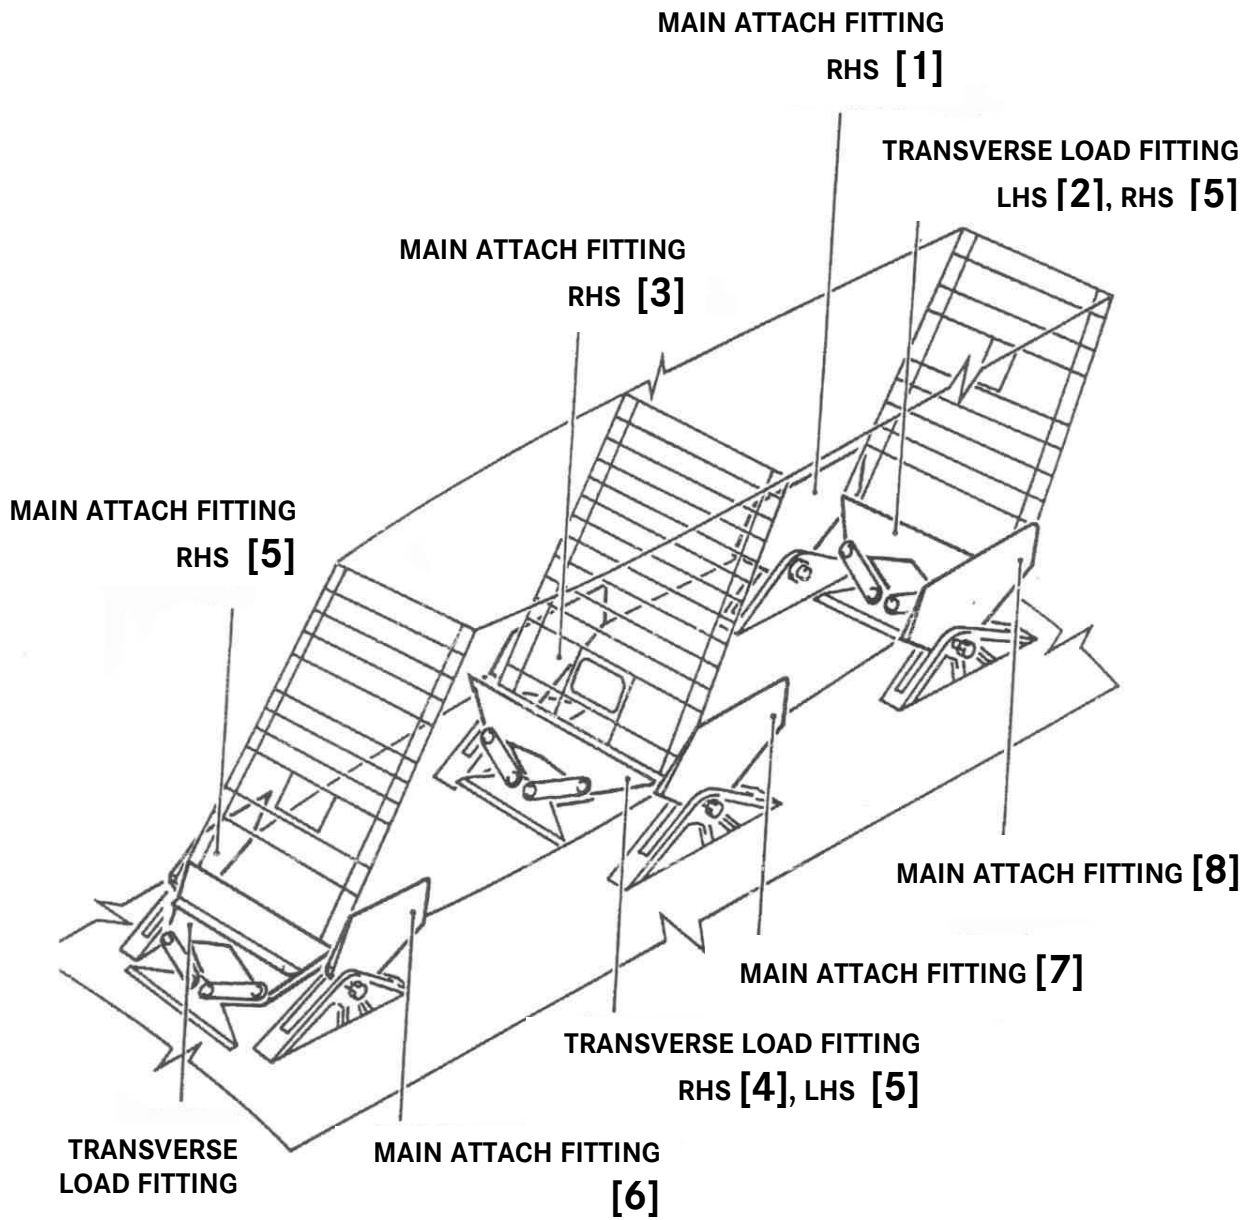 MAIN ATTACH FITTING
RHS [1]
TRANSVERSE LOAD FITTING
LHS [2], RHS [5]
MAIN ATTACH FITTING
RHS [3]
MAIN ATTACH FITTING
RHS [5]
MAIN ATTACH FITTING [8]
MAIN ATTACH FITTING [7]
TRANSVERSE LOAD FITTING
RHS [4], LHS [5]
TRANSVERSE
LOAD FITTING
MAIN ATTACH FITTING
[6]